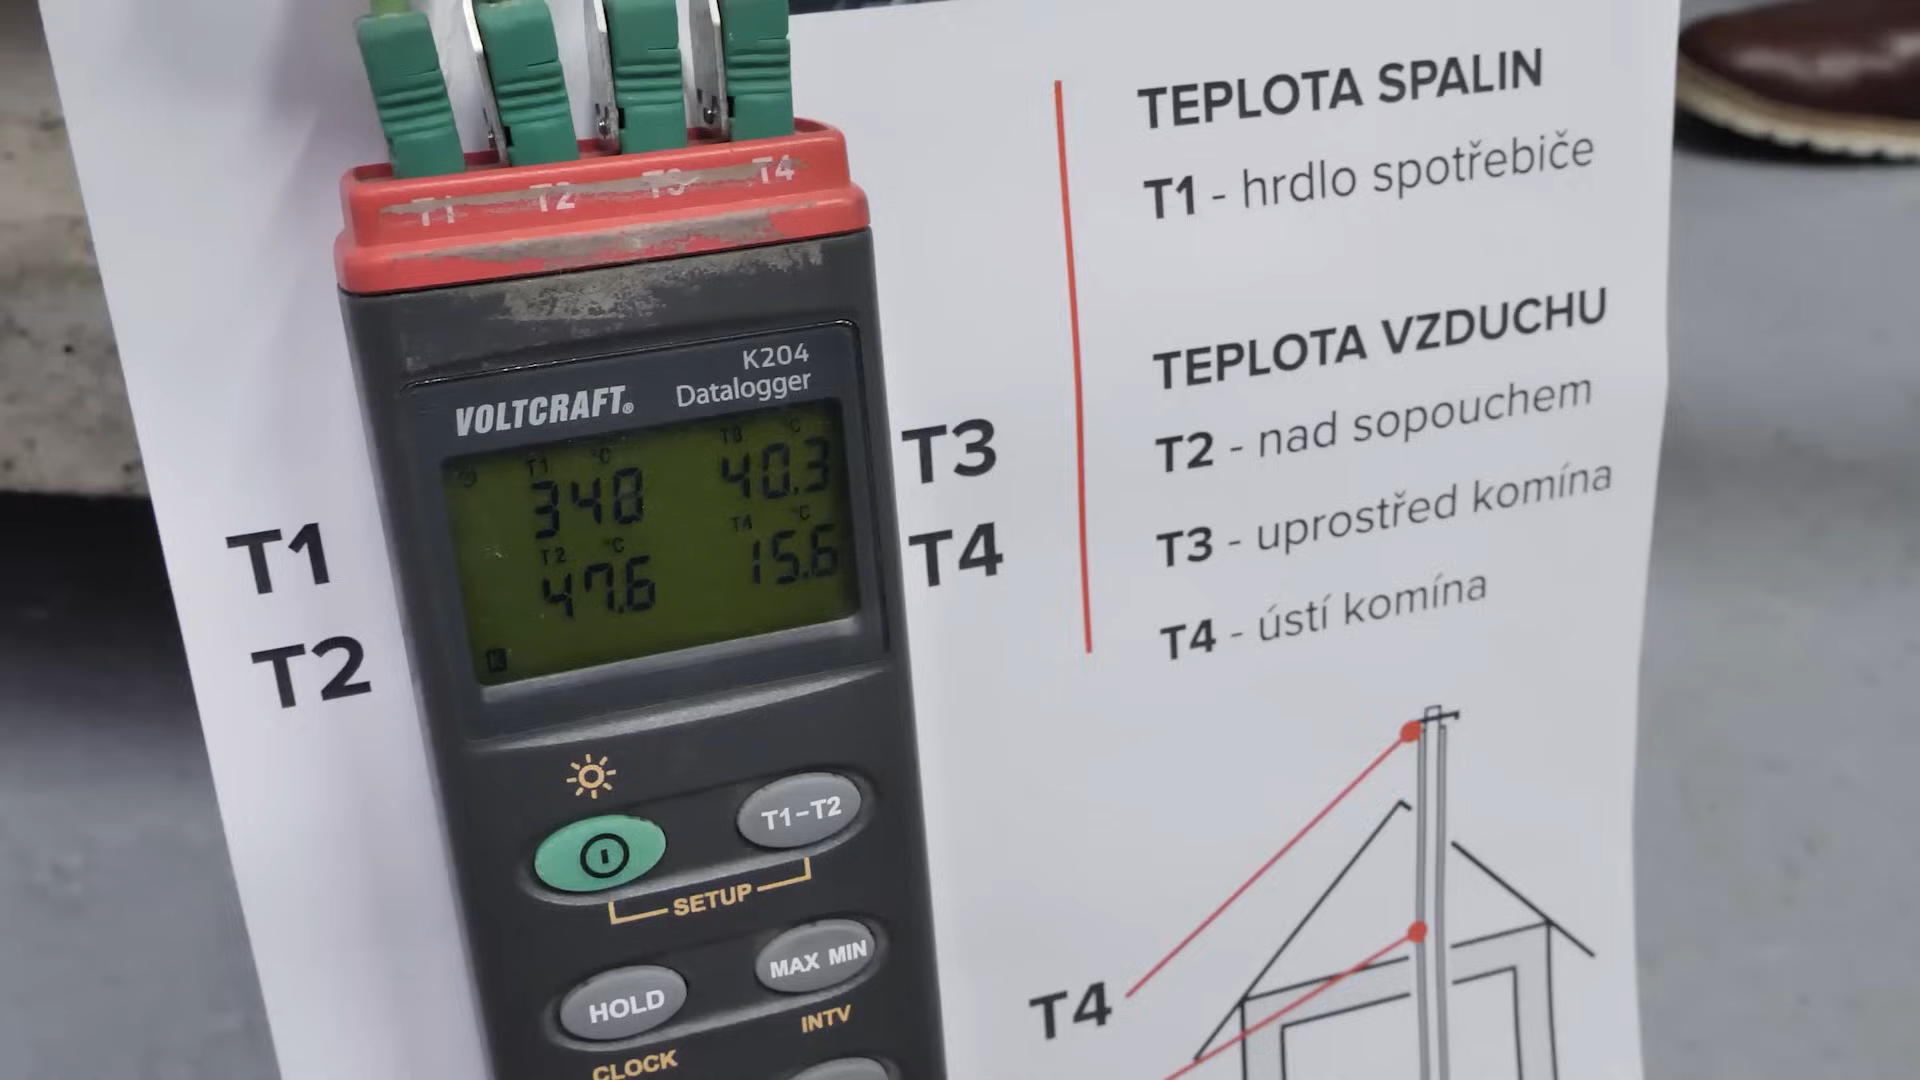 T1 T2 T3 T4
K204
VOLTCRAFT® Datalogger
T1 °C T3 °C
348 40.3
T2 °C T4 °C
47.6 15.6
K
T1-T2
SETUP
HOLD
MAX MIN
CLOCK
INTV
T1
T2
T3
T4
TEPLOTA SPALIN
T1 - hrdlo spotřebiče
TEPLOTA VZDUCHU
T2 - nad sopouchem
T3 - uprostřed komína
T4 - ústí komína
T4